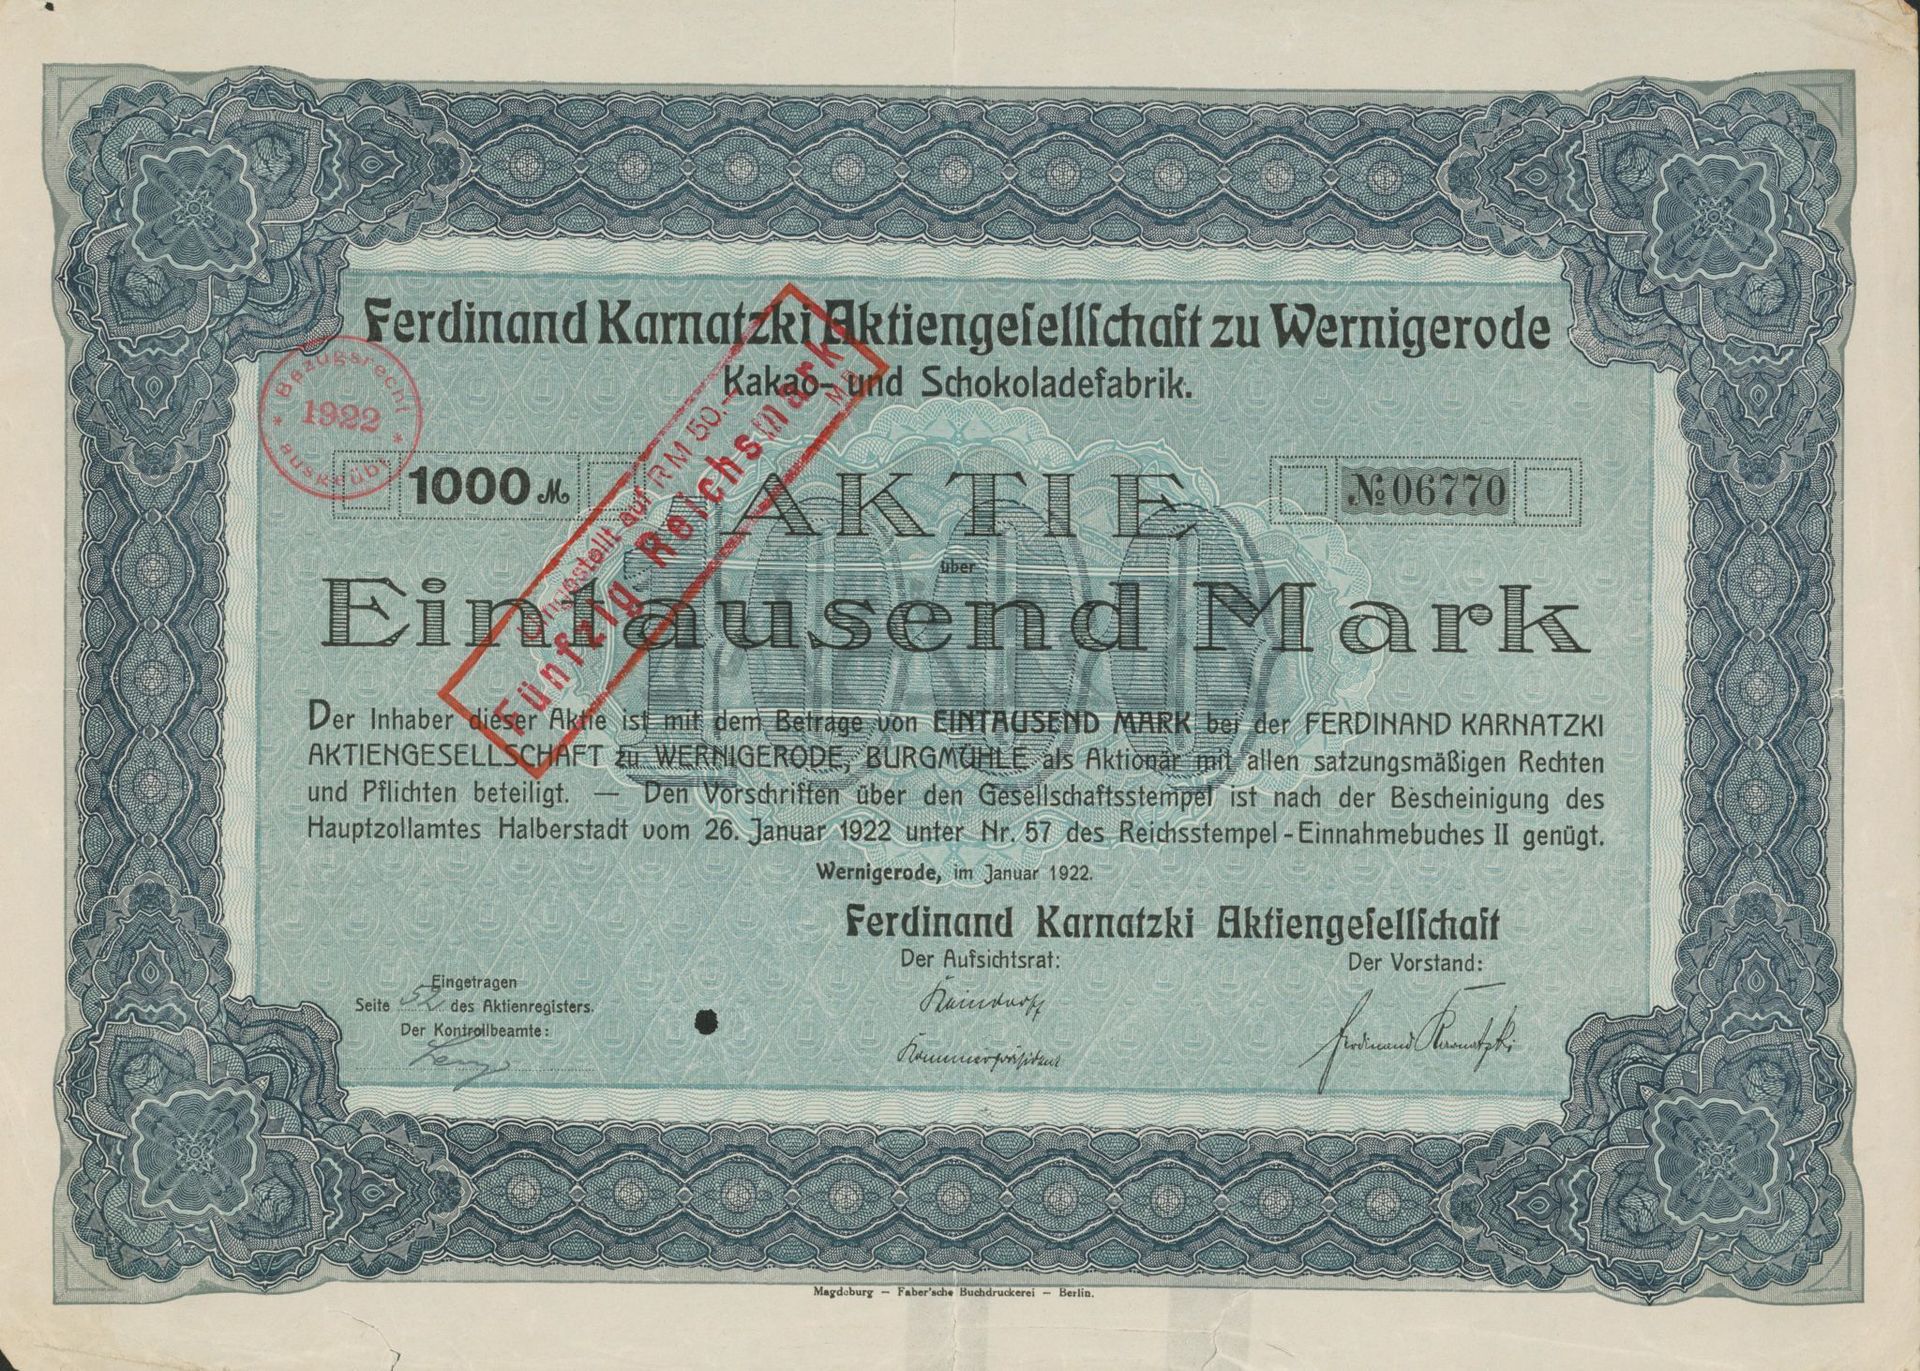 Ferdinand Karnatzki Aktiengeſellſchaft zu Wernigerode
Kakao- und Schokoladefabrik.
* Bezugsrecht *
1922
ausgeübt
1000 M
Umgestellt auf RM 50.–
Fünfzig Reichsmark
AKTIE
№ 06770
über
Eintausend Mark
1000
MARK
Der Inhaber dieser Aktie ist mit dem Betrage von EINTAUSEND MARK bei der FERDINAND KARNATZKI
AKTIENGESELLSCHAFT zu WERNIGERODE, BURGMÜHLE als Aktionär mit allen satzungsmäßigen Rechten
und Pflichten beteiligt. — Den Vorschriften über den Gesellschaftsstempel ist nach der Bescheinigung des
Hauptzollamtes Halberstadt vom 26. Januar 1922 unter Nr. 57 des Reichsstempel-Einnahmebuches II genügt.
Wernigerode, im Januar 1922.
Ferdinand Karnatzki Aktiengeſellſchaft
Der Aufsichtsrat:
Der Vorstand:
Eingetragen
Seite 52 des Aktienregisters.
Der Kontrollbeamte:
Ferdinand Karnatzki
Magdeburg — Faber'sche Buchdruckerei — Berlin.